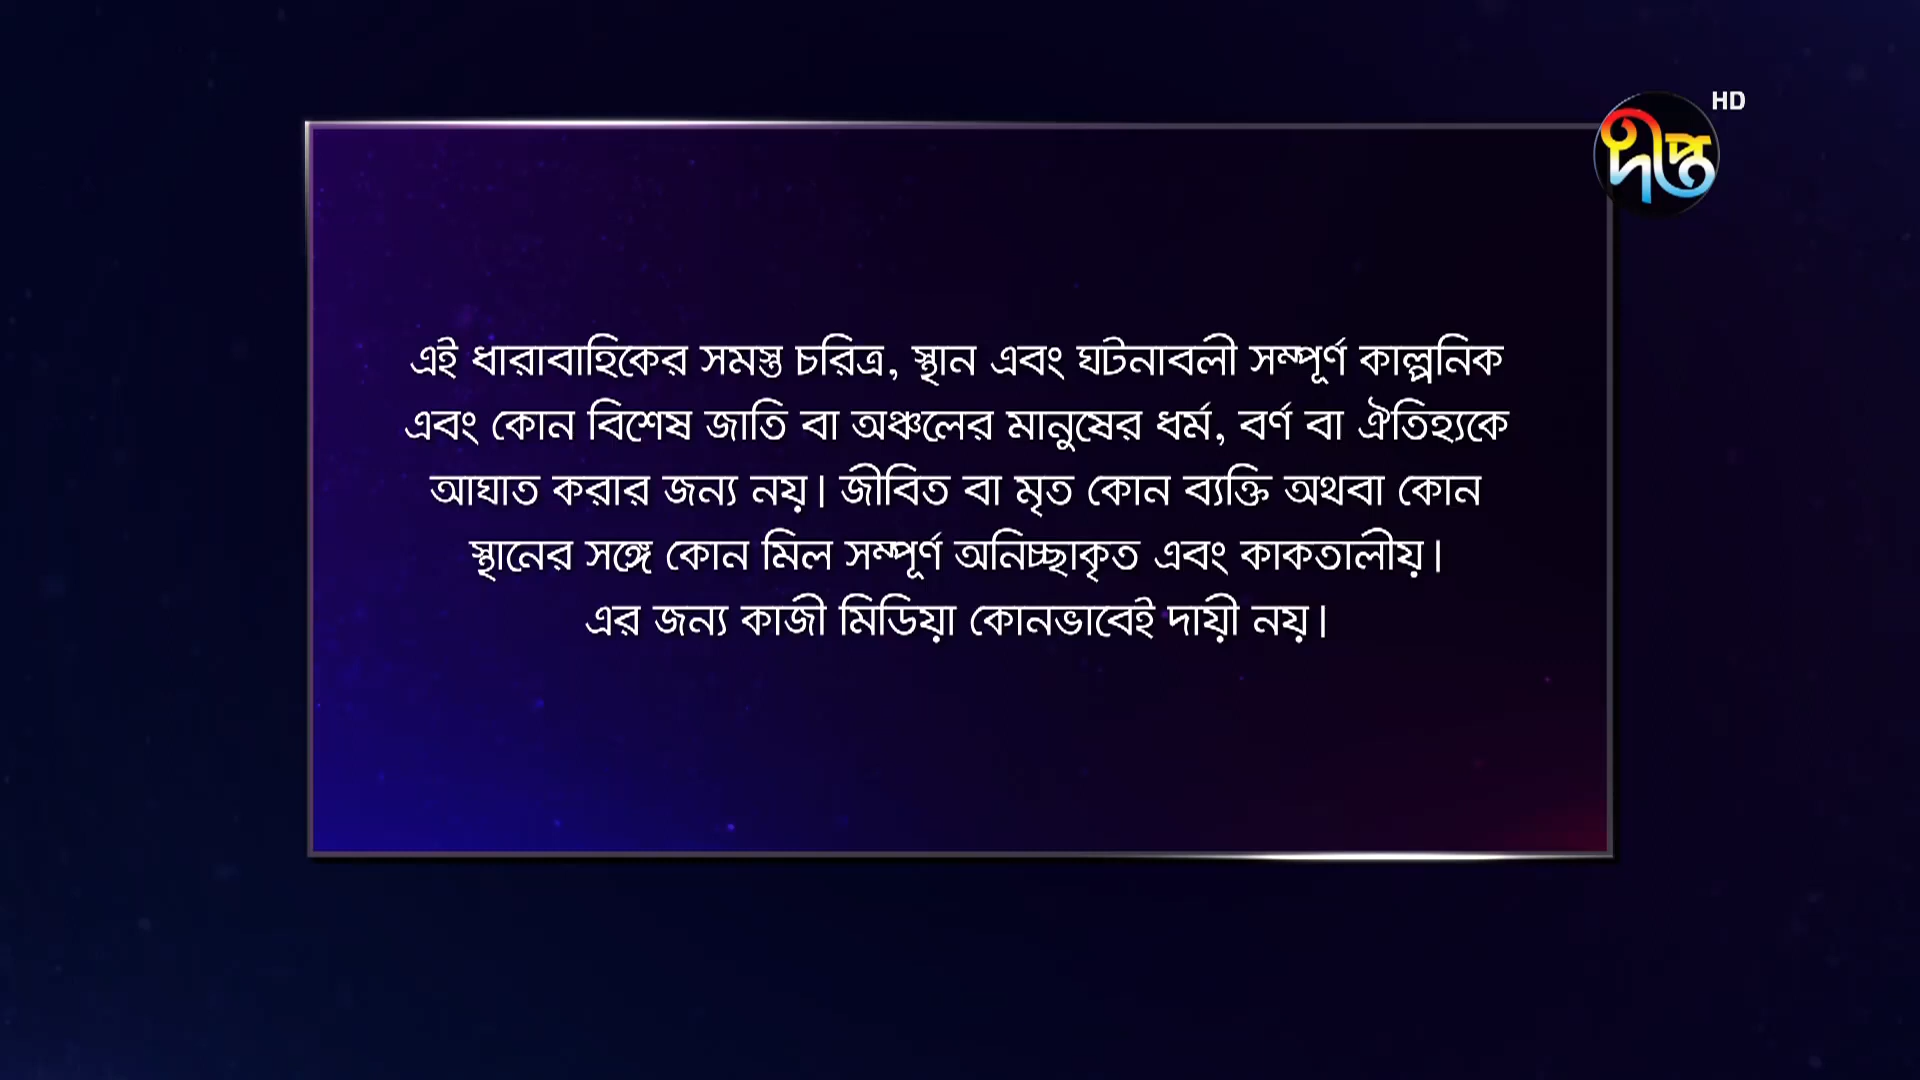 HD
দীপ্ত
এই ধারাবাহিকের সমস্ত চরিত্র, স্থান এবং ঘটনাবলী সম্পূর্ণ কাল্পনিক
এবং কোন বিশেষ জাতি বা অঞ্চলের মানুষের ধর্ম, বর্ণ বা ঐতিহ্যকে
আঘাত করার জন্য নয়। জীবিত বা মৃত কোন ব্যক্তি অথবা কোন
স্থানের সঙ্গে কোন মিল সম্পূর্ণ অনিচ্ছাকৃত এবং কাকতালীয়।
এর জন্য কাজী মিডিয়া কোনভাবেই দায়ী নয়।